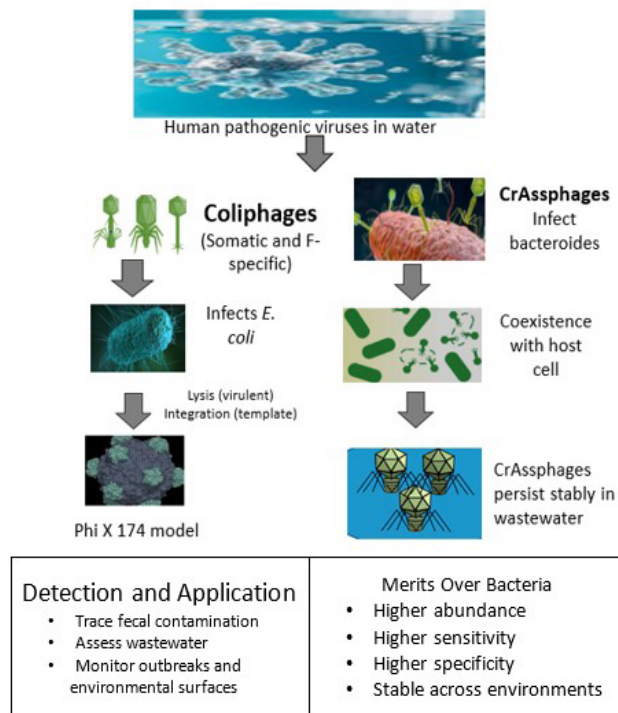 Human pathogenic viruses in water
Coliphages
(Somatic and F-
specific)
Infects E.
coli
Lysis (virulent)
Integration (template)
Phi X 174 model
CrAssphages
Infect
bacteroides
Coexistence
with host
cell
CrAssphages
persist stably in
wastewater
Detection and Application
• Trace fecal contamination
• Assess wastewater
• Monitor outbreaks and
environmental surfaces
Merits Over Bacteria
• Higher abundance
• Higher sensitivity
• Higher specificity
• Stable across environments